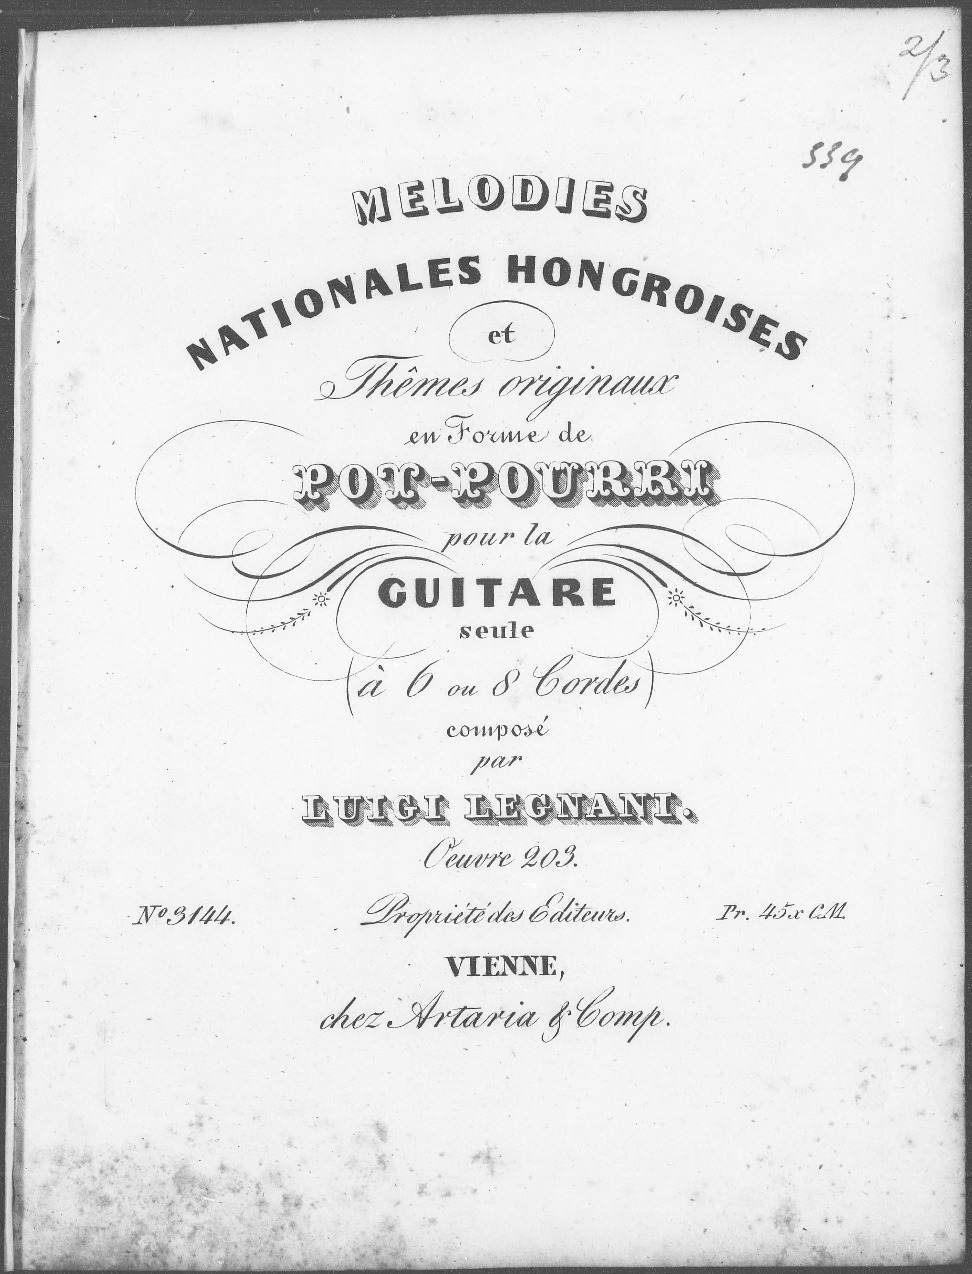 2/3
339
MELODIES
NATIONALES HONGROISES
et
Thêmes originaux
en Forme de
POT-POURRI
pour la
GUITARE
seule
(à 6 ou 8 Cordes)
composé
par
LUIGI LEGNANI.
Oeuvre 203.
No 3144. Propriété des Editeurs. Pr. 45x C.M.
VIENNE,
chez Artaria & Comp.